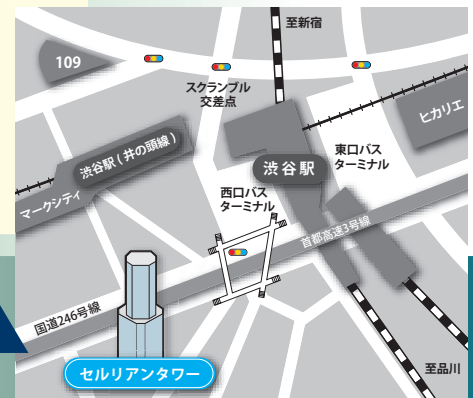 至新宿
109
スクランブル
交差点
ヒカリエ
渋谷駅(井の頭線)
渋谷駅
東口バス
ターミナル
マークシティ
西口バス
ターミナル
首都高速3号線
国道246号線
セルリアンタワー
至品川